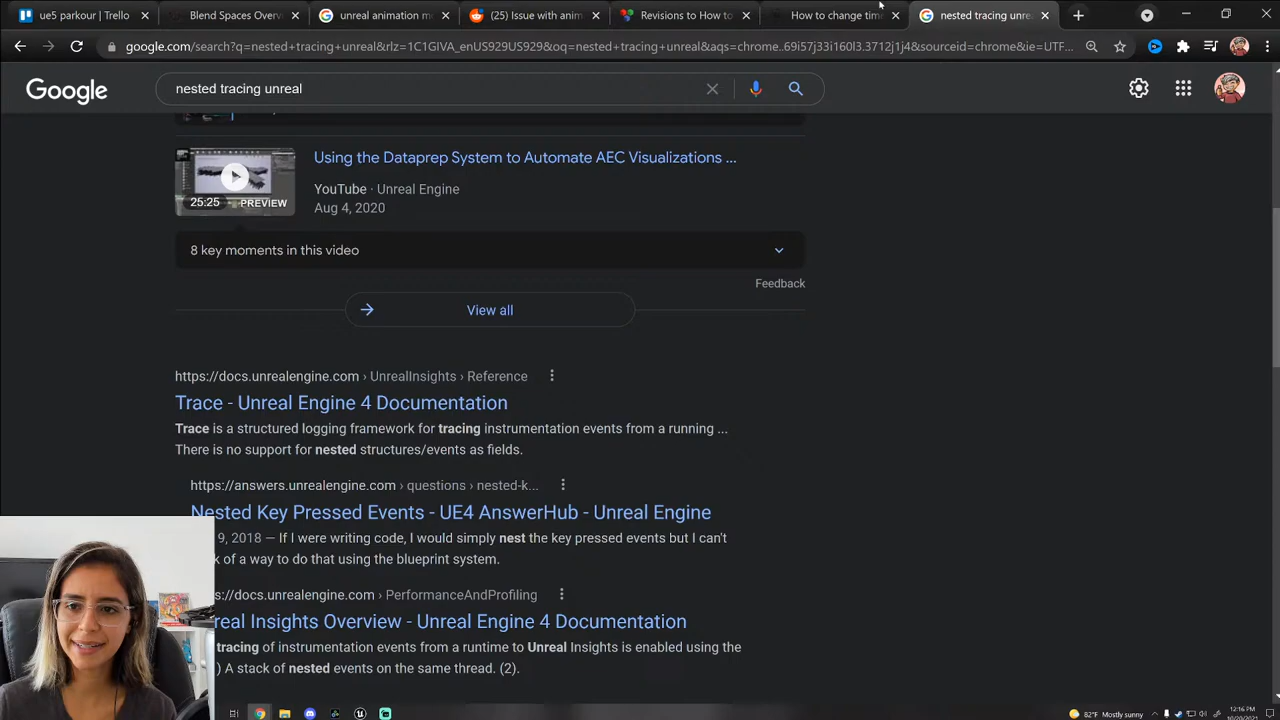 ue5 parkour | Trello
Blend Spaces Overv
unreal animation m
(25) Issue with anim
Revisions to How to
How to change tim
nested tracing unre
google.com/search?q=nested+tracing+unreal&rlz=1C1GIVA_enUS929US929&oq=nested+tracing+unreal&aqs=chrome..69i57j33i160l3.3712j1j4&sourceid=chrome&ie=UTF...
Google
nested tracing unreal
Using the Dataprep System to Automate AEC Visualizations ...
25:25
PREVIEW
YouTube · Unreal Engine
Aug 4, 2020
8 key moments in this video
Feedback
View all
https://docs.unrealengine.com › UnrealInsights › Reference
Trace - Unreal Engine 4 Documentation
Trace is a structured logging framework for tracing instrumentation events from a running ...
There is no support for nested structures/events as fields.
https://answers.unrealengine.com › questions › nested-k...
Nested Key Pressed Events - UE4 AnswerHub - Unreal Engine
9, 2018 — If I were writing code, I would simply nest the key pressed events but I can't
k of a way to do that using the blueprint system.
s://docs.unrealengine.com › PerformanceAndProfiling
real Insights Overview - Unreal Engine 4 Documentation
tracing of instrumentation events from a runtime to Unreal Insights is enabled using the
) A stack of nested events on the same thread. (2).
82°F Mostly sunny
12:16 PM
10/20/2021